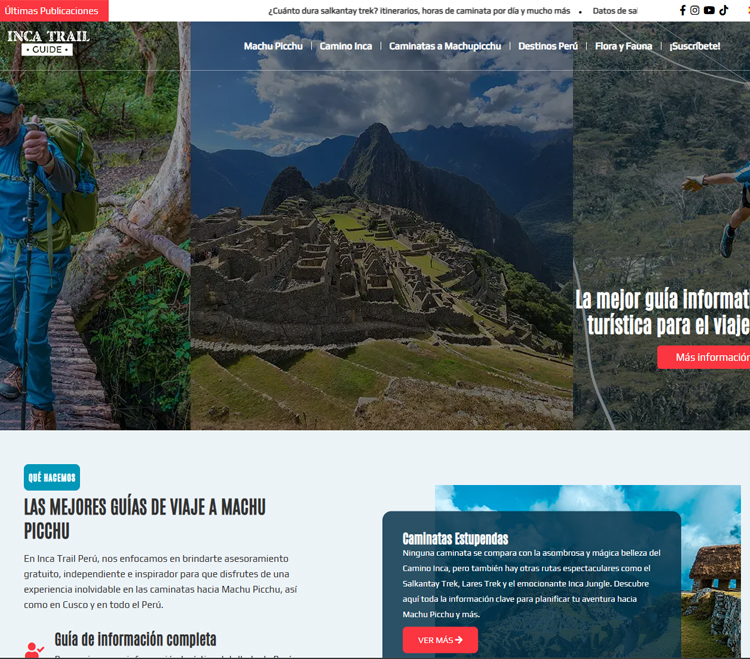 Últimas Publicaciones
¿Cuánto dura salkantay trek? itinerarios, horas de caminata por día y mucho más • Datos de sal
INCA TRAIL
• GUIDE •
Machu Picchu | Camino Inca | Caminatas a Machupicchu | Destinos Perú | Flora y Fauna | ¡Suscríbete!
La mejor guía informat
turística para el viaje
Más información
QUÉ HACEMOS
LAS MEJORES GUÍAS DE VIAJE A MACHU
PICCHU
En Inca Trail Perú, nos enfocamos en brindarte asesoramiento
gratuito, independiente e inspirador para que disfrutes de una
experiencia inolvidable en las caminatas hacia Machu Picchu, así
como en Cusco y en todo el Perú.
Guía de información completa
Caminatas Estupendas
Ninguna caminata se compara con la asombrosa y mágica belleza del
Camino Inca, pero también hay otras rutas espectaculares como el
Salkantay Trek, Lares Trek y el emocionante Inca Jungle. Descubre
aquí toda la información clave para planificar tu aventura hacia
Machu Picchu y más.
VER MÁS